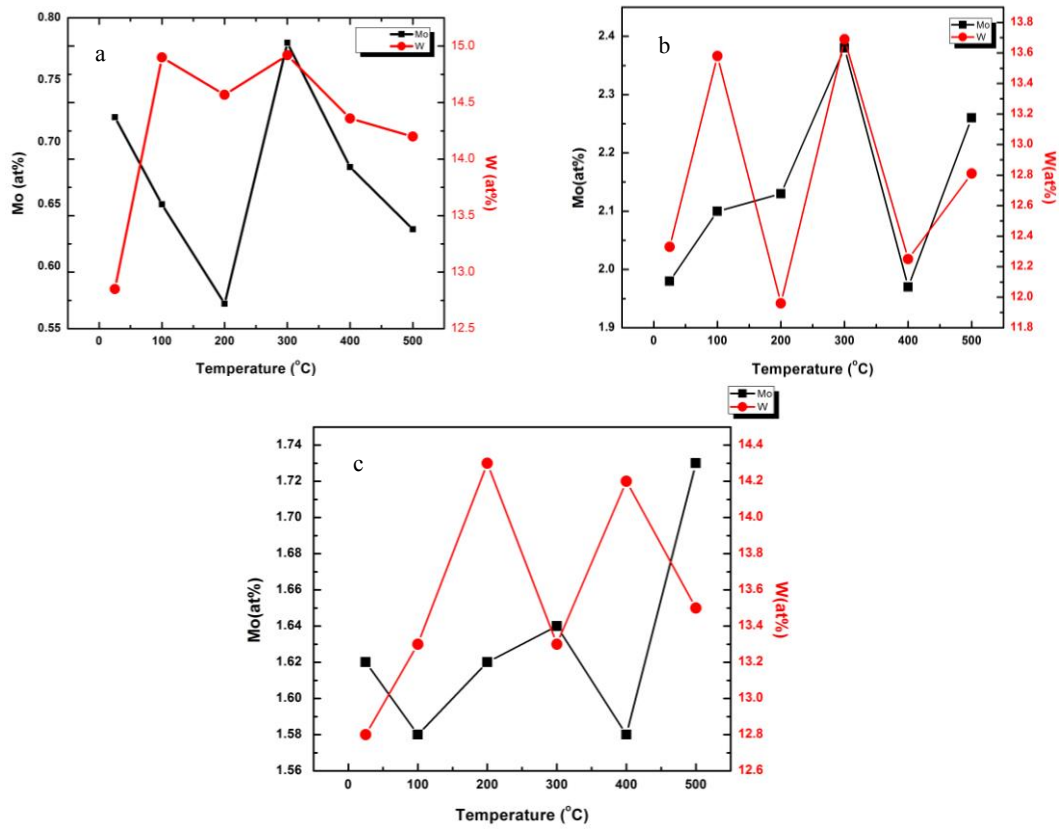 a
Mo
W
0.80
0.75
0.70
0.65
0.60
0.55
Mo (at%)
15.0
14.5
14.0
13.5
13.0
12.5
W (at%)
0 100 200 300 400 500
Temperature (°C)
b
Mo
W
2.4
2.3
2.2
2.1
2.0
1.9
Mo(at%)
13.8
13.6
13.4
13.2
13.0
12.8
12.6
12.4
12.2
12.0
11.8
W(at%)
0 100 200 300 400 500
Temperature (°C)
Mo
W
c
1.74
1.72
1.70
1.68
1.66
1.64
1.62
1.60
1.58
1.56
Mo(at%)
14.4
14.2
14.0
13.8
13.6
13.4
13.2
13.0
12.8
12.6
W(at%)
0 100 200 300 400 500
Temperature (°C)